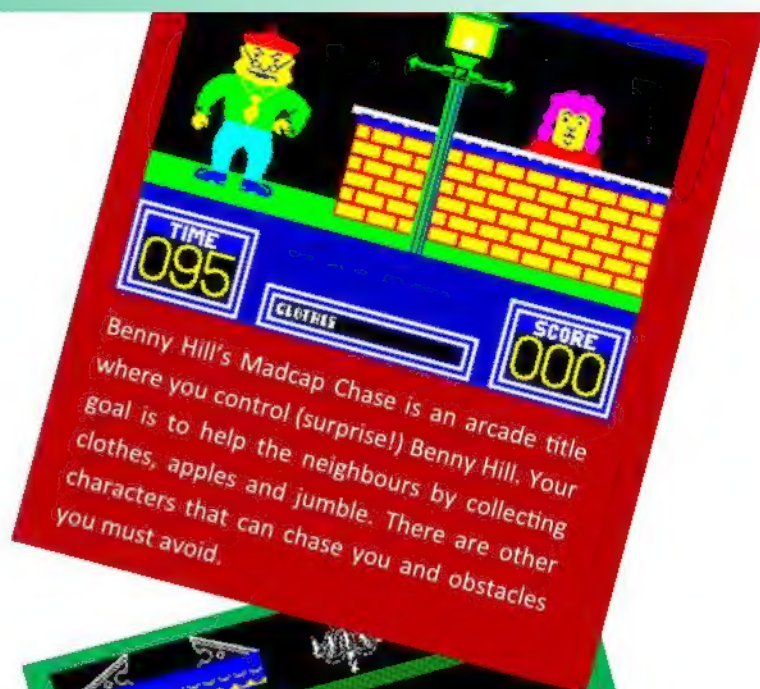 TIME
095
CLOTHES
SCORE
000
Benny Hill's Madcap Chase is an arcade title
where you control (surprise!) Benny Hill. Your
goal is to help the neighbours by collecting
clothes, apples and jumble. There are other
characters that can chase you and obstacles
you must avoid.